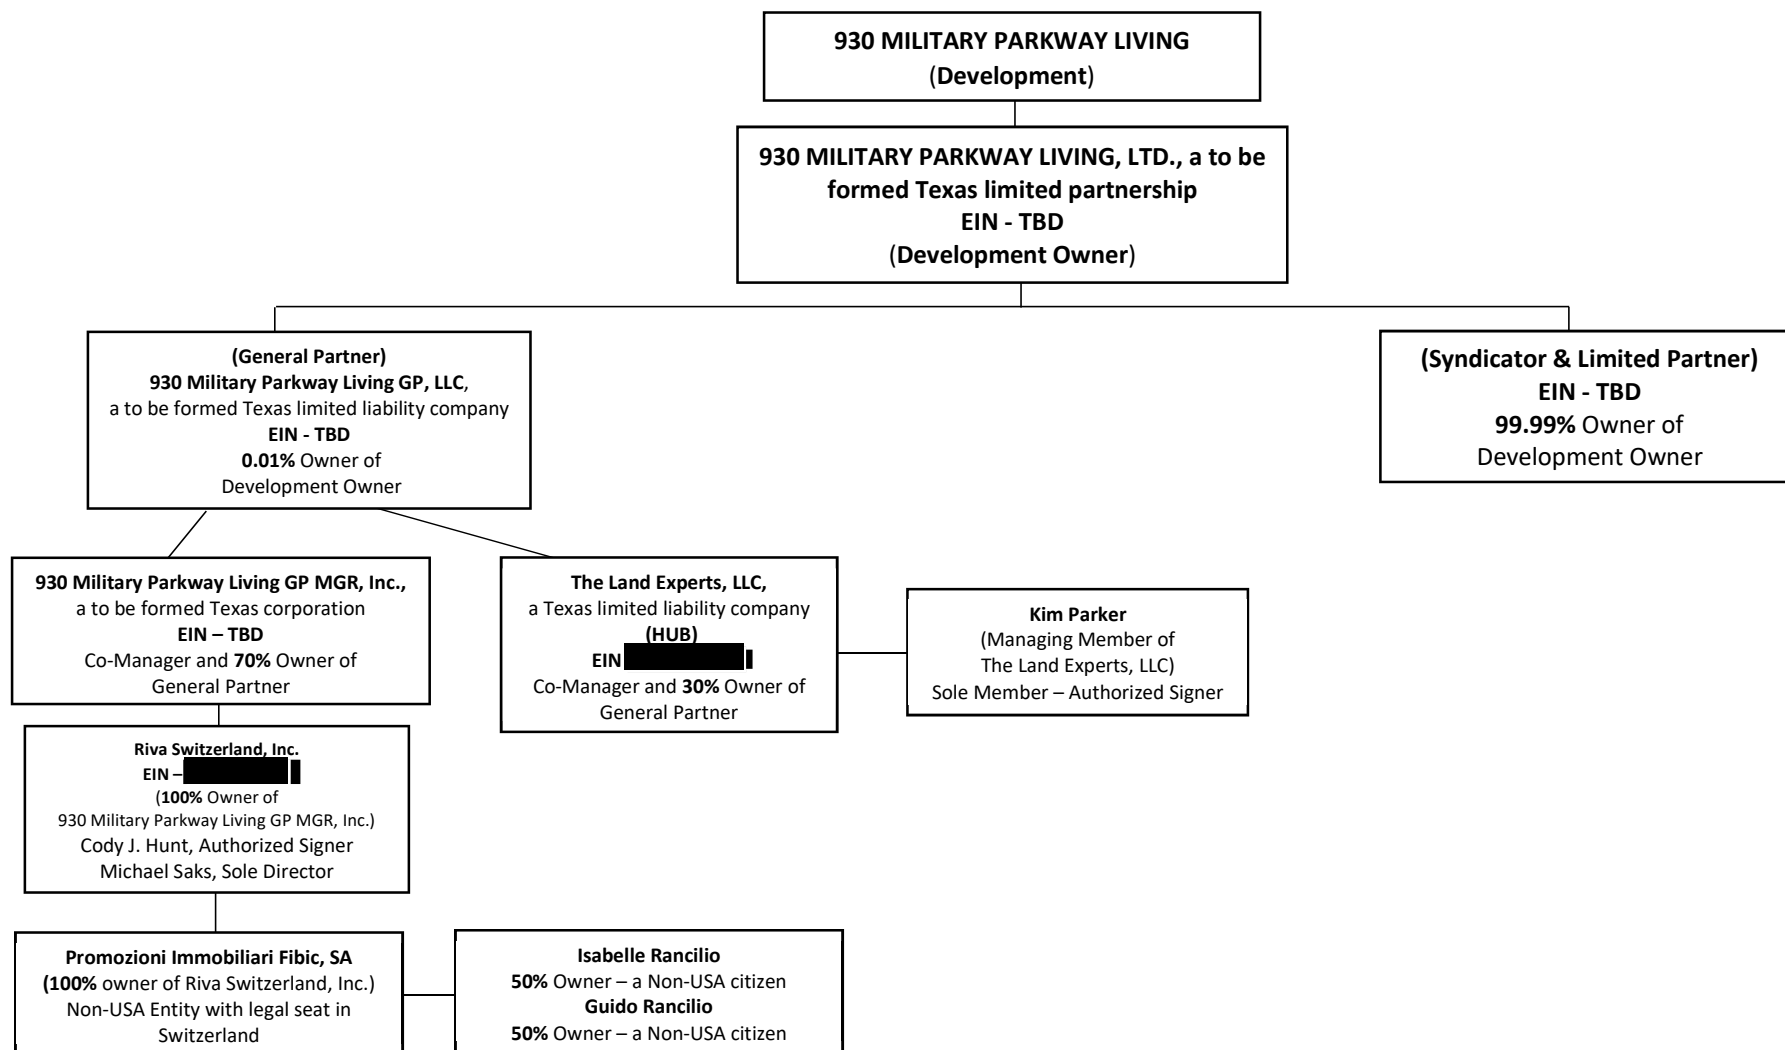 930 MILITARY PARKWAY LIVING
(Development)
930 MILITARY PARKWAY LIVING, LTD., a to be
formed Texas limited partnership
EIN - TBD
(Development Owner)
(General Partner)
930 Military Parkway Living GP, LLC,
a to be formed Texas limited liability company
EIN - TBD
0.01% Owner of
Development Owner
(Syndicator & Limited Partner)
EIN - TBD
99.99% Owner of
Development Owner
930 Military Parkway Living GP MGR, Inc.,
a to be formed Texas corporation
EIN – TBD
Co-Manager and 70% Owner of
General Partner
The Land Experts, LLC,
a Texas limited liability company
(HUB)
EIN
Co-Manager and 30% Owner of
General Partner
Kim Parker
(Managing Member of
The Land Experts, LLC)
Sole Member – Authorized Signer
Riva Switzerland, Inc.
EIN –
(100% Owner of
930 Military Parkway Living GP MGR, Inc.)
Cody J. Hunt, Authorized Signer
Michael Saks, Sole Director
Promozioni Immobiliari Fibic, SA
(100% owner of Riva Switzerland, Inc.)
Non-USA Entity with legal seat in
Switzerland
Isabelle Rancilio
50% Owner – a Non-USA citizen
Guido Rancilio
50% Owner – a Non-USA citizen